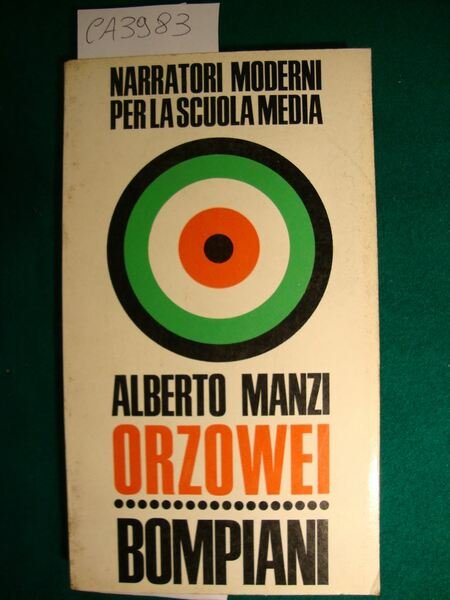 CA3983
NARRATORI MODERNI
PER LA SCUOLA MEDIA
ALBERTO MANZI
ORZOWEI
BOMPIANI